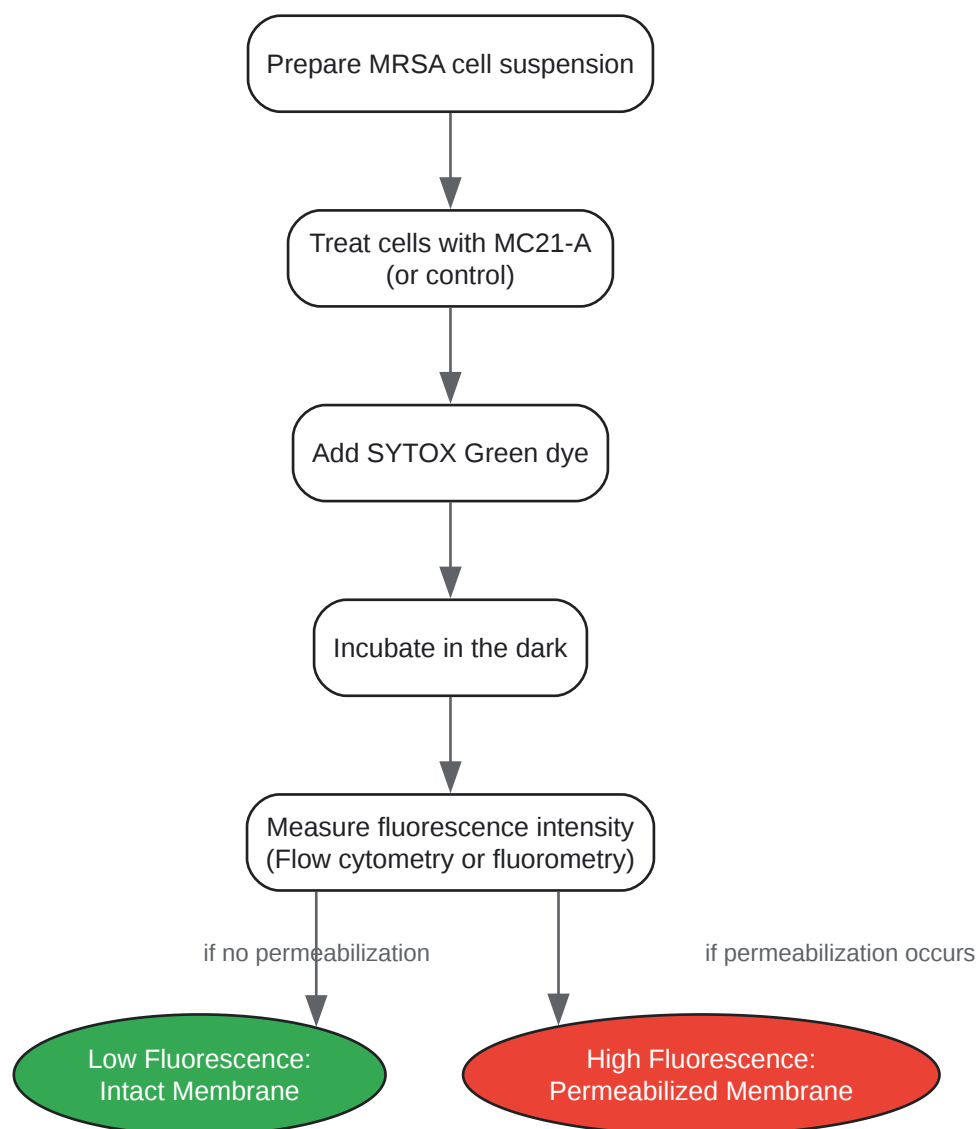 Prepare MRSA cell suspension
Treat cells with MC21-A
(or control)
Add SYTOX Green dye
Incubate in the dark
Measure fluorescence intensity
(Flow cytometry or fluorometry)
if no permeabilization
if permeabilization occurs
Low Fluorescence:
Intact Membrane
High Fluorescence:
Permeabilized Membrane